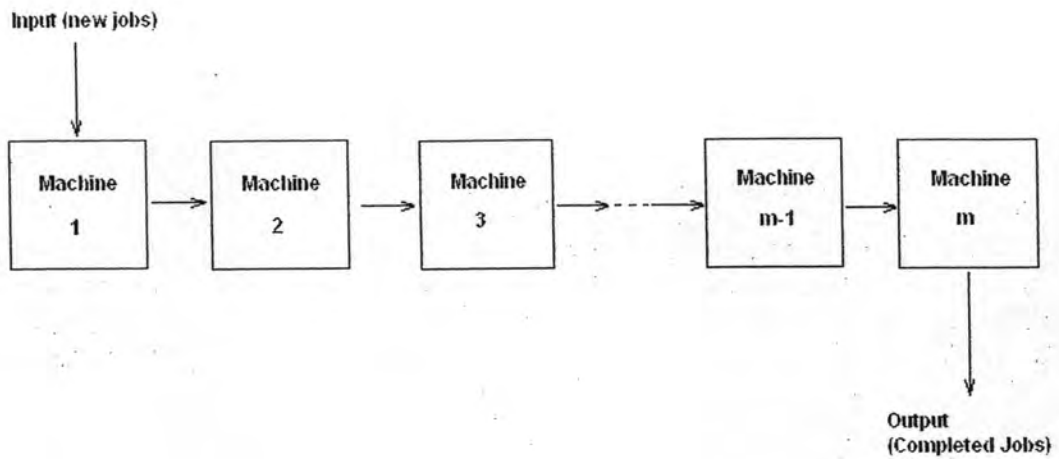 Input (new jobs)
Machine
1
Machine
2
Machine
3
Machine
m-1
Machine
m
Output
(Completed Jobs)